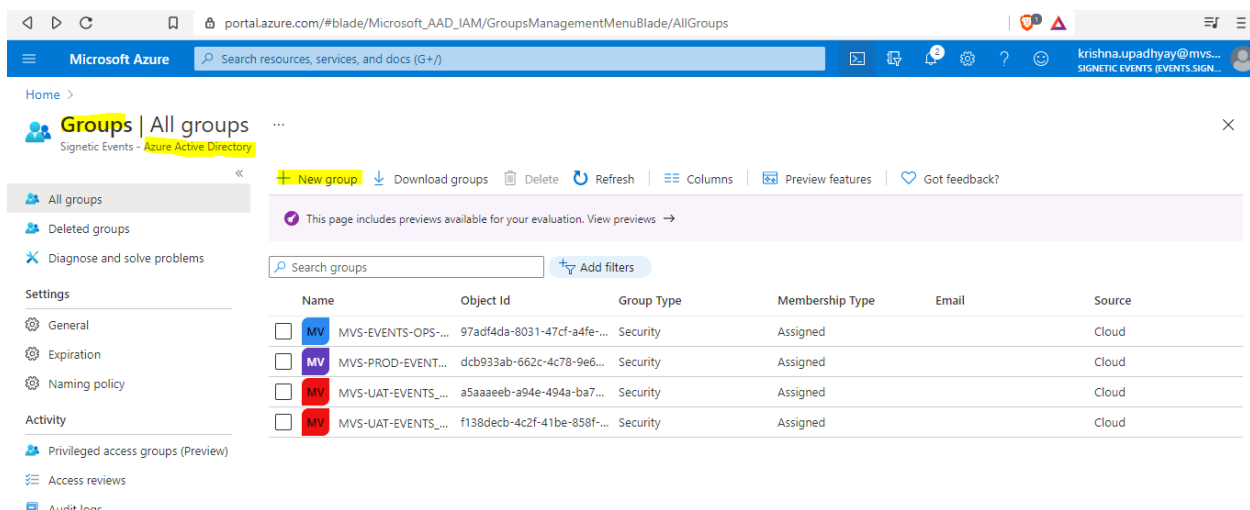 portal.azure.com/#blade/Microsoft_AAD_IAM/GroupsManagementMenuBlade/AllGroups
Microsoft Azure
Search resources, services, and docs (G+/)
2
krishna.upadhyay@mvs...
SIGNETIC EVENTS (EVENTS.SIGN...
Home >
Groups | All groups ...
Signetic Events - Azure Active Directory
«
+ New group Download groups Delete Refresh Columns Preview features Got feedback?
This page includes previews available for your evaluation. View previews →
All groups
Deleted groups
Diagnose and solve problems
Settings
General
Expiration
Naming policy
Activity
Privileged access groups (Preview)
Access reviews
Audit logs
Search groups
Add filters
Name Object Id Group Type Membership Type Email Source
MV MVS-EVENTS-OPS-... 97adf4da-8031-47cf-a4fe-... Security Assigned Cloud
MV MVS-PROD-EVENT... dcb933ab-662c-4c78-9e6... Security Assigned Cloud
MV MVS-UAT-EVENTS_... a5aaaeeb-a94e-494a-ba7... Security Assigned Cloud
MV MVS-UAT-EVENTS_... f138decb-4c2f-41be-858f-... Security Assigned Cloud